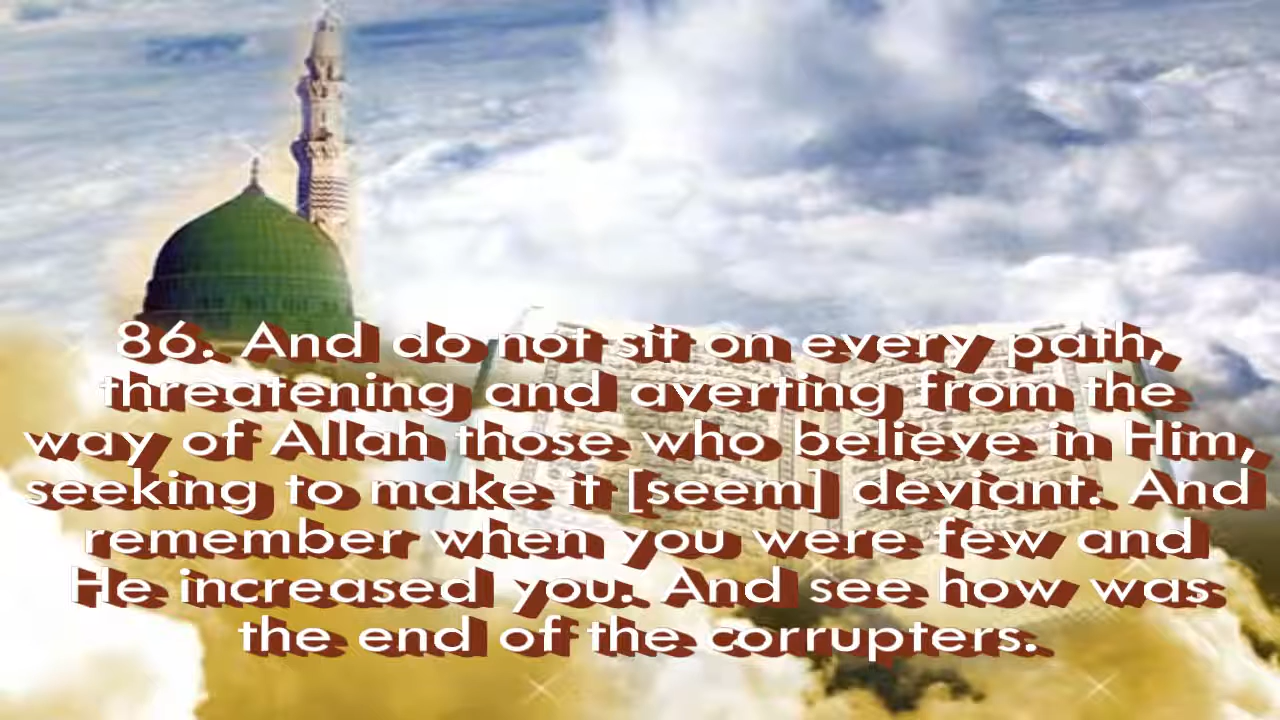 86. And do not sit on every path,
threatening and averting from the
way of Allah those who believe in Him,
seeking to make it [seem] deviant. And
remember when you were few and
He increased you. And see how was
the end of the corrupters.